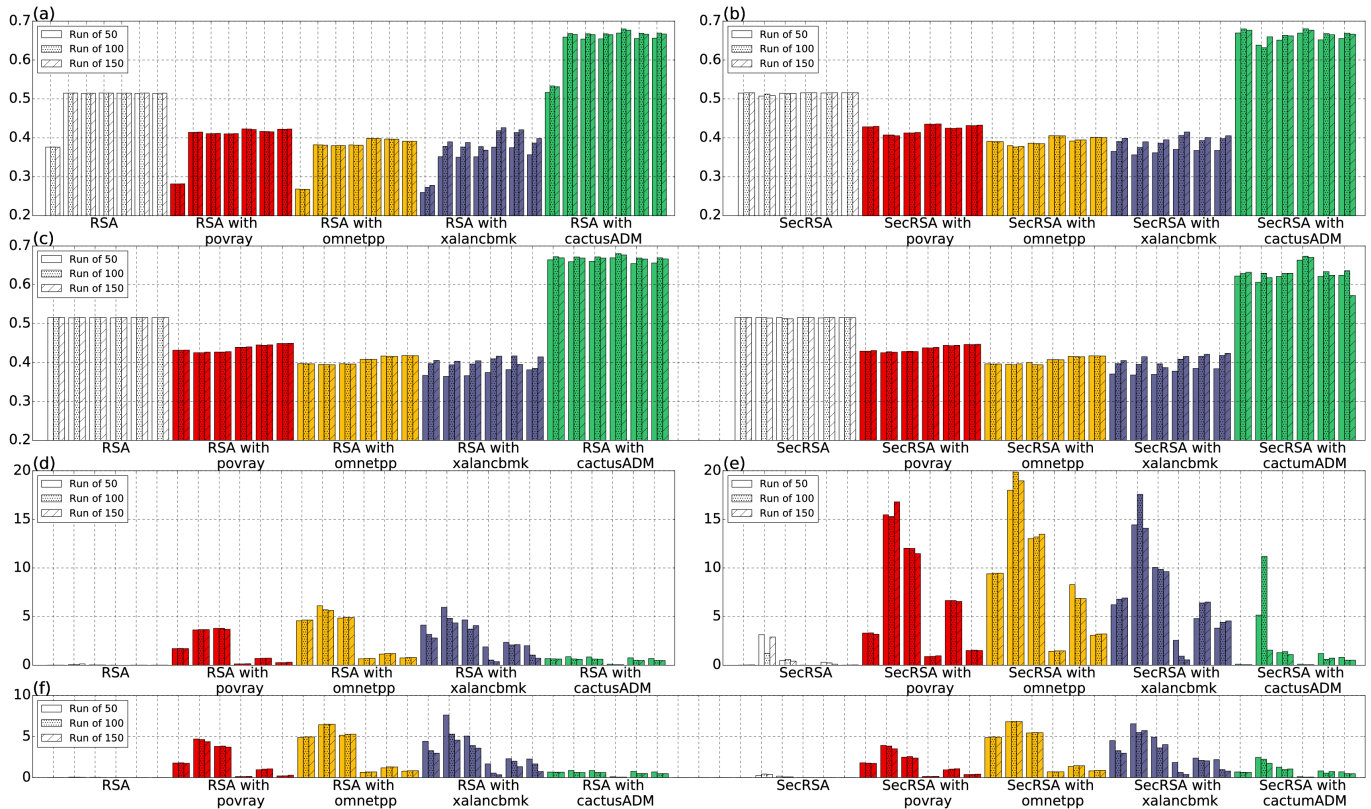 (a)
0.7
0.6
0.5
0.4
0.3
0.2
Run of 50
Run of 100
Run of 150
RSA
RSA with povray
RSA with omnetpp
RSA with xalancbmk
RSA with cactusADM
(b)
0.7
0.6
0.5
0.4
0.3
0.2
Run of 50
Run of 100
Run of 150
SecRSA
SecRSA with povray
SecRSA with omnetpp
SecRSA with xalancbmk
SecRSA with cactusADM
(c)
0.7
0.6
0.5
0.4
0.3
0.2
Run of 50
Run of 100
Run of 150
RSA
RSA with povray
RSA with omnetpp
RSA with xalancbmk
RSA with cactusADM
SecRSA
SecRSA with povray
SecRSA with omnetpp
SecRSA with xalancbmk
SecRSA with cactumADM
(d)
20
15
10
5
0
Run of 50
Run of 100
Run of 150
RSA
RSA with povray
RSA with omnetpp
RSA with xalancbmk
RSA with cactusADM
(e)
20
15
10
5
0
Run of 50
Run of 100
Run of 150
SecRSA
SecRSA with povray
SecRSA with omnetpp
SecRSA with xalancbmk
SecRSA with cactusADM
(f)
10
5
0
Run of 50
Run of 100
Run of 150
RSA
RSA with povray
RSA with omnetpp
RSA with xalancbmk
RSA with cactusADM
SecRSA
SecRSA with povray
SecRSA with omnetpp
SecRSA with xalancbmk
SecRSA with cactumADM